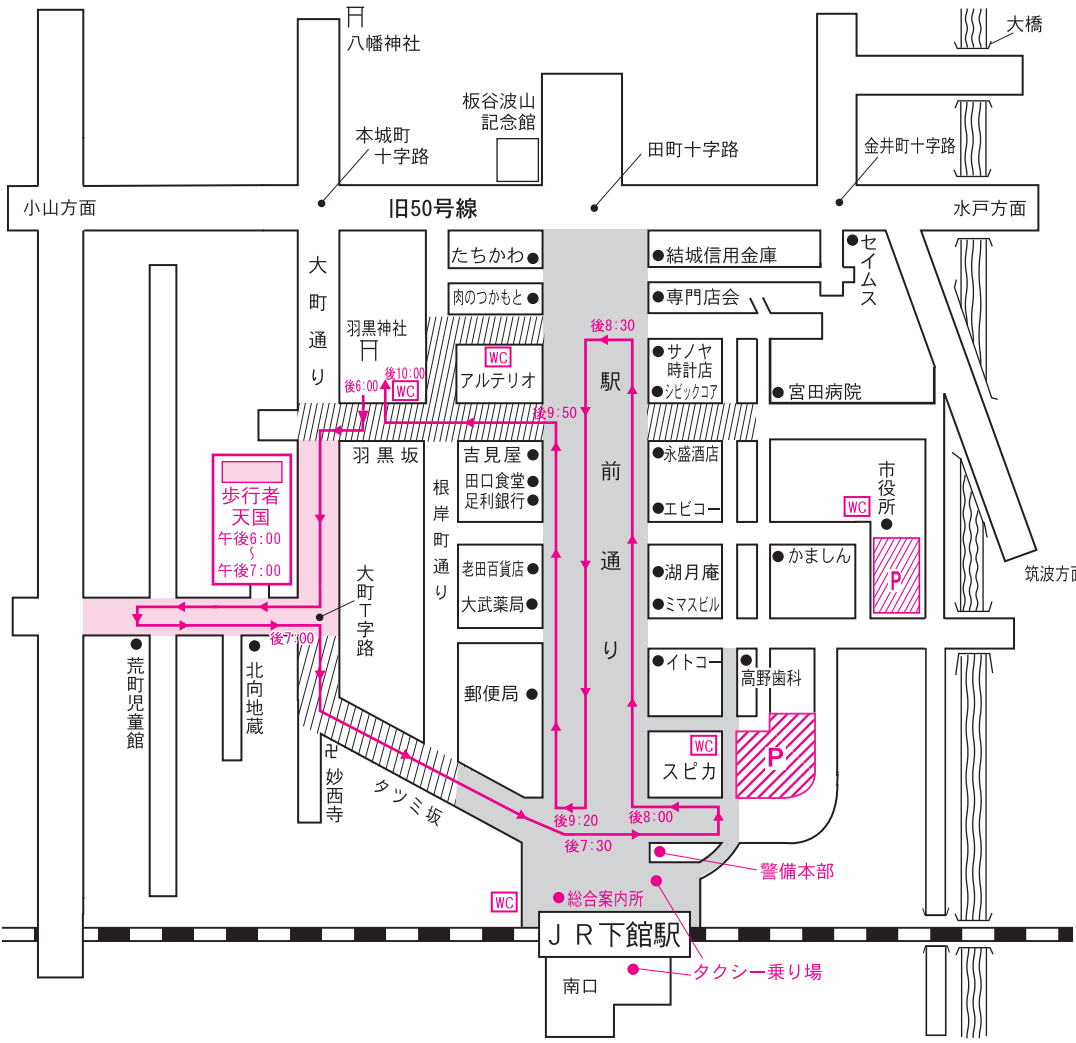 大橋
八幡神社
板谷波山
記念館
本城町
十字路
田町十字路
金井町十字路
小山方面
旧50号線
水戸方面
大町通り
たちかわ
結城信用金庫
セイムス
肉のつかもと
専門店会
羽黒神社
後8:30
WC
アルテリオ
駅前通り
サノヤ
時計店
シビックコア
宮田病院
後6:00
後10:00
WC
後9:50
羽黒坂
吉見屋
田口食堂
足利銀行
永盛酒店
エビコー
市役所
WC
P
歩行者
天国
午後6:00
〜
午後7:00
根岸町通り
老田百貨店
大武薬局
湖月庵
ミマスビル
かましん
筑波方面
大町T字路
後7:00
荒町児童館
北向地蔵
郵便局
イトコー
高野歯科
卍妙西寺
タツミ坂
WC
スピカ
P
後9:20
後8:00
後7:30
警備本部
WC
総合案内所
JR下館駅
タクシー乗り場
南口